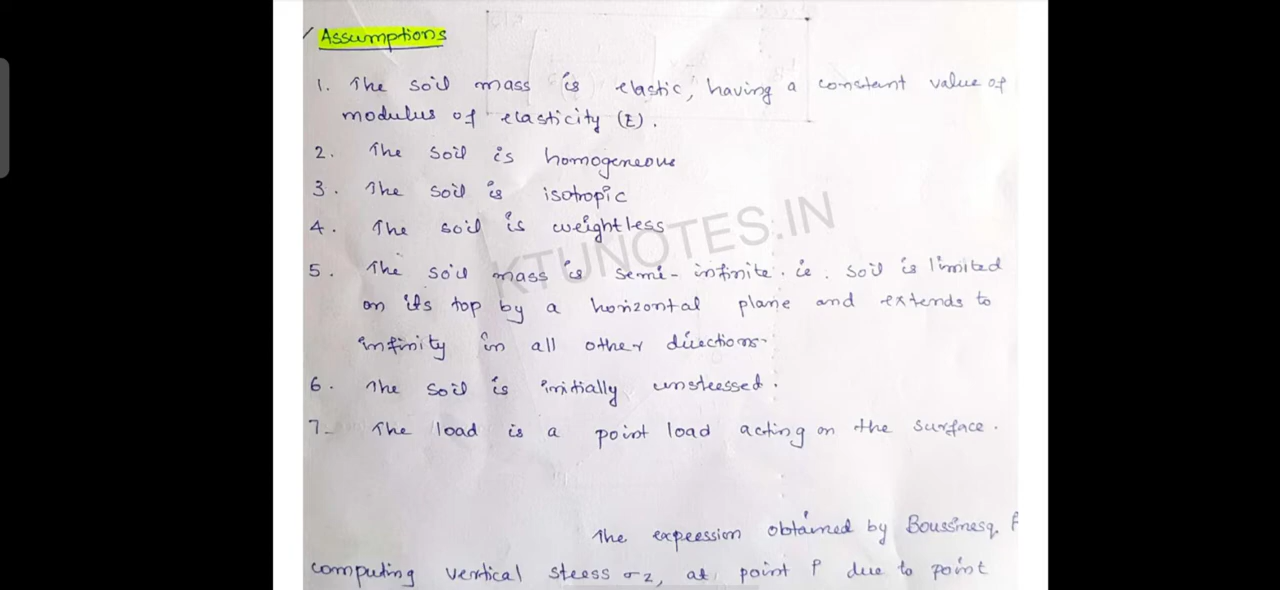 Assumptions
1. The soil mass is elastic, having a constant value of
modulus of elasticity (E).
2. The soil is homogeneous
3. The soil is isotropic
4. The soil is weightless
KTUNOTES.IN
5. The soil mass is semi-infinite. ie. soil is limited
on its top by a horizontal plane and extends to
infinity in all other directions.
6. The soil is initially unstressed.
7. The load is a point load acting on the surface.
The expression obtained by Boussinesq,
computing vertical stress σz, at point P due to point